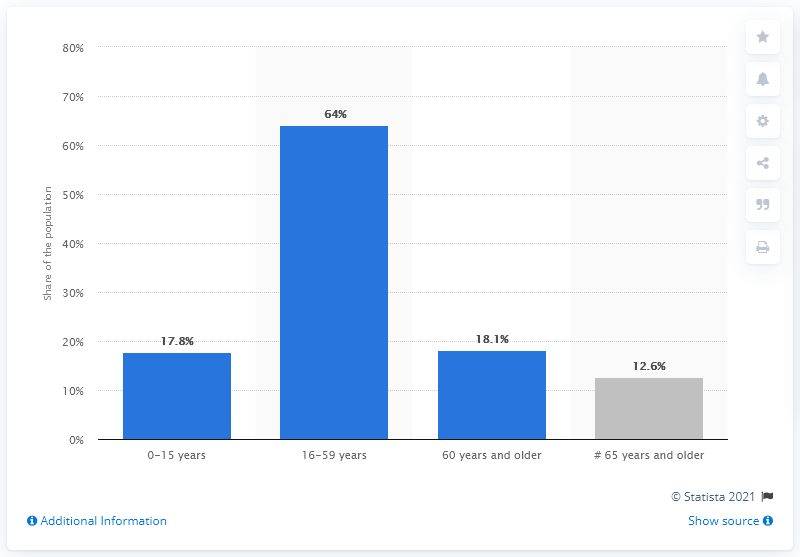 80%
70%
60%
50%
40%
30%
20%
10%
0%
Share of the population
17.8%
64%
18.1%
12.6%
0-15 years
16-59 years
60 years and older
# 65 years and older
© Statista 2021
Additional Information
Show source